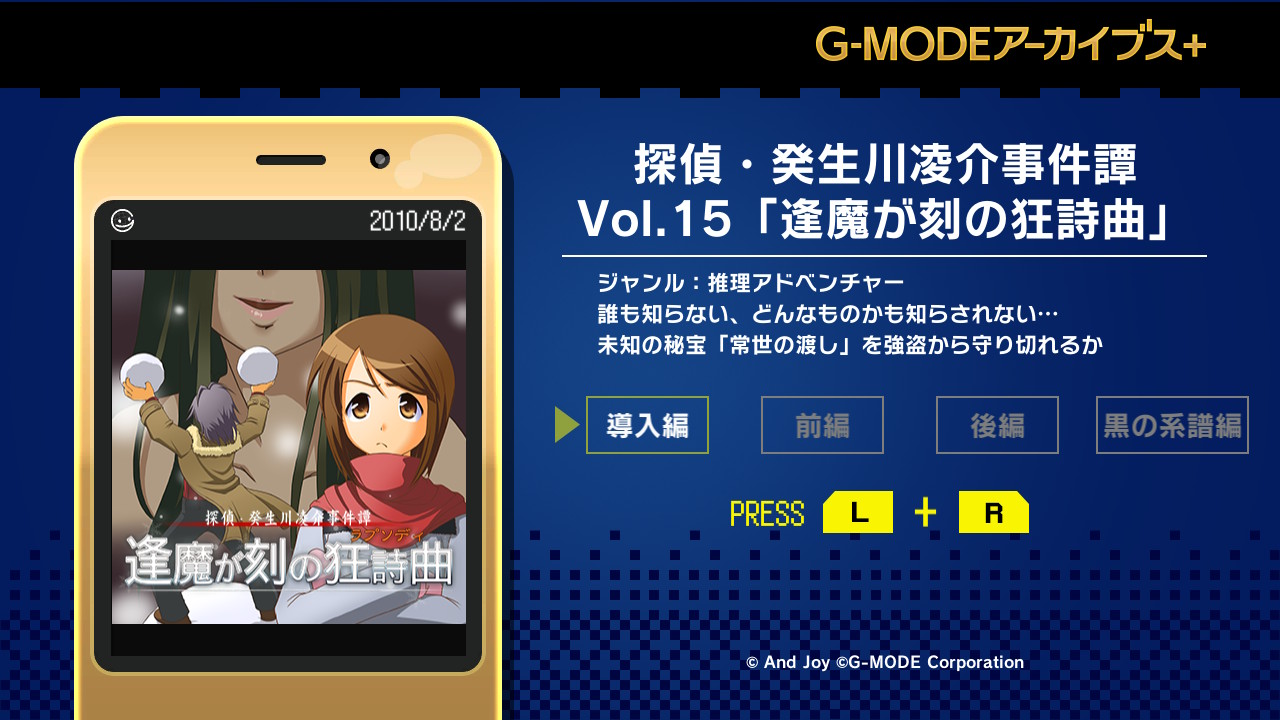 G-MODEアーカイブス+
2010/8/2
探偵・癸生川凌介事件譚
Vol.15「逢魔が刻の狂詩曲」
ジャンル：推理アドベンチャー
誰も知らない、どんなものかも知らされない…
未知の秘宝「常世の渡し」を強盗から守り切れるか
導入編
前編
後編
黒の系譜編
PRESS L + R
探偵・癸生川凌介事件譚
ラプソディ
逢魔が刻の狂詩曲
© And Joy ©G-MODE Corporation